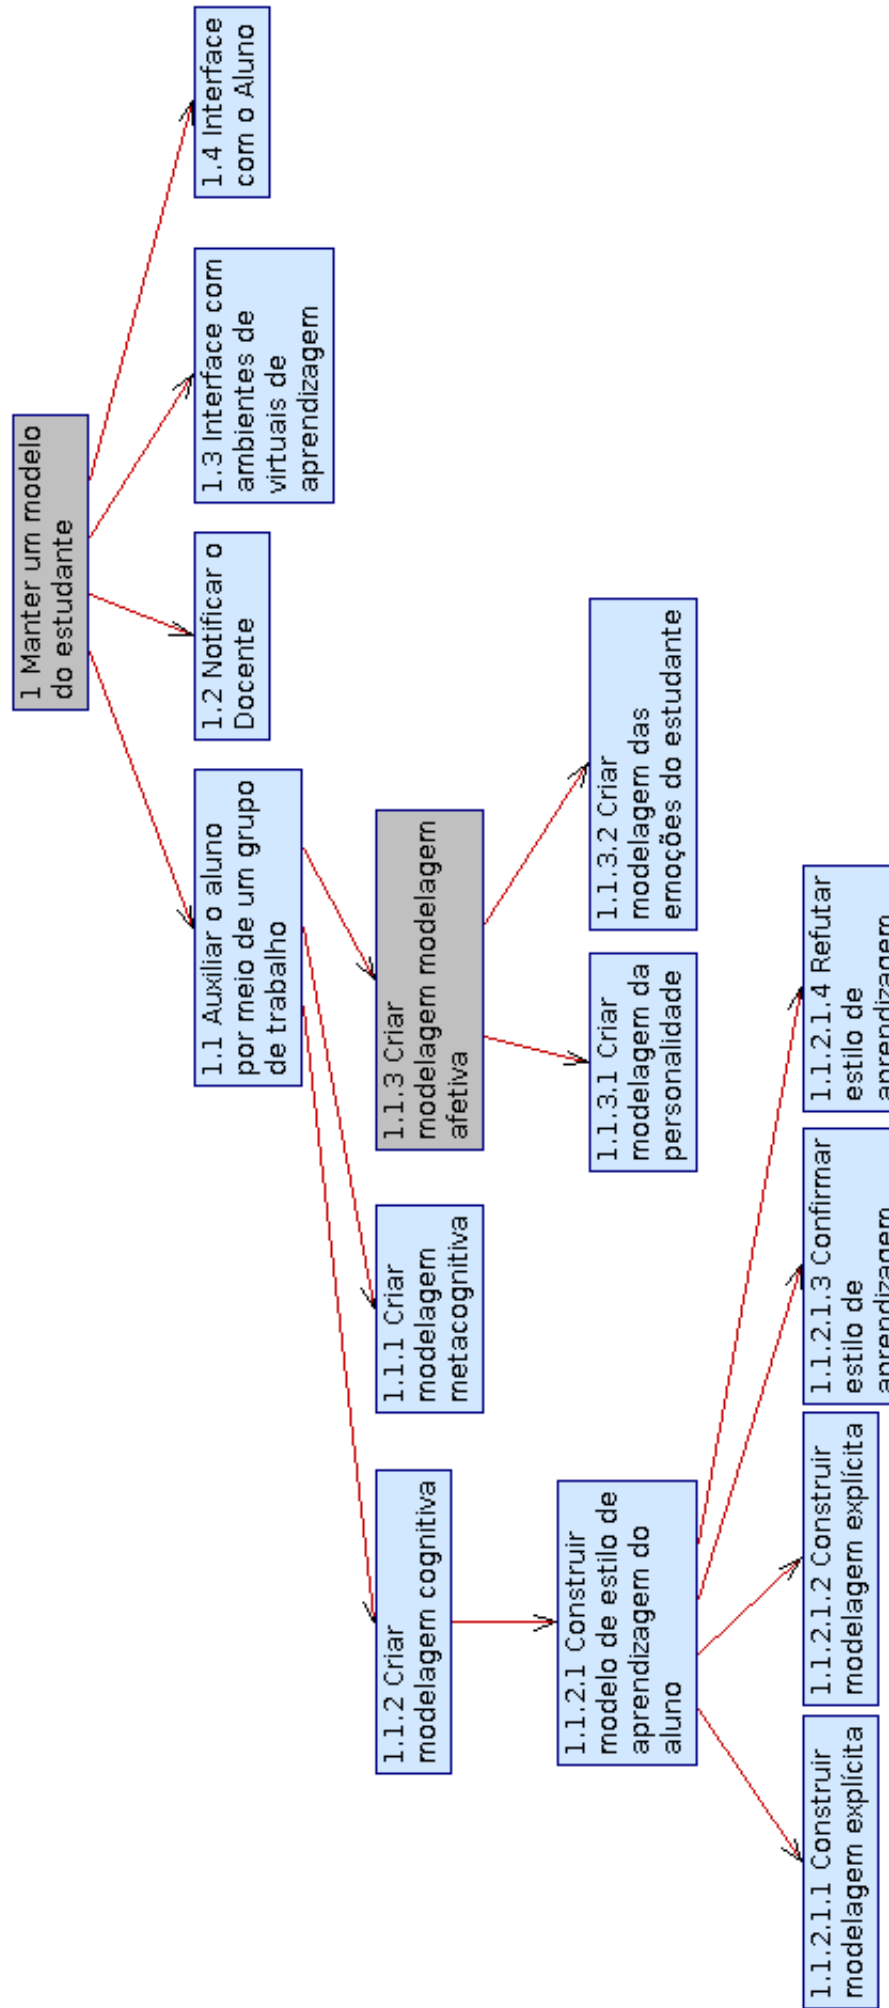 1 Manter um modelo
do estudante
1.1 Auxiliar o aluno
por meio de um grupo
de trabalho
1.2 Notificar o
Docente
1.3 Interface com
ambientes de
virtuais de
aprendizagem
1.4 Interface
com o Aluno
1.1.2 Criar
modelagem cognitiva
1.1.1 Criar
modelagem
metacognitiva
1.1.3 Criar
modelagem modelagem
afetiva
1.1.2.1 Construir
modelo de estilo de
aprendizagem do
aluno
1.1.3.1 Criar
modelagem da
personalidade
1.1.3.2 Criar
modelagem das
emoções do estudante
1.1.2.1.1 Construir
modelagem explícita
1.1.2.1.2 Construir
modelagem explícita
1.1.2.1.3 Confirmar
estilo de
aprendizagem
1.1.2.1.4 Refutar
estilo de
aprendizagem